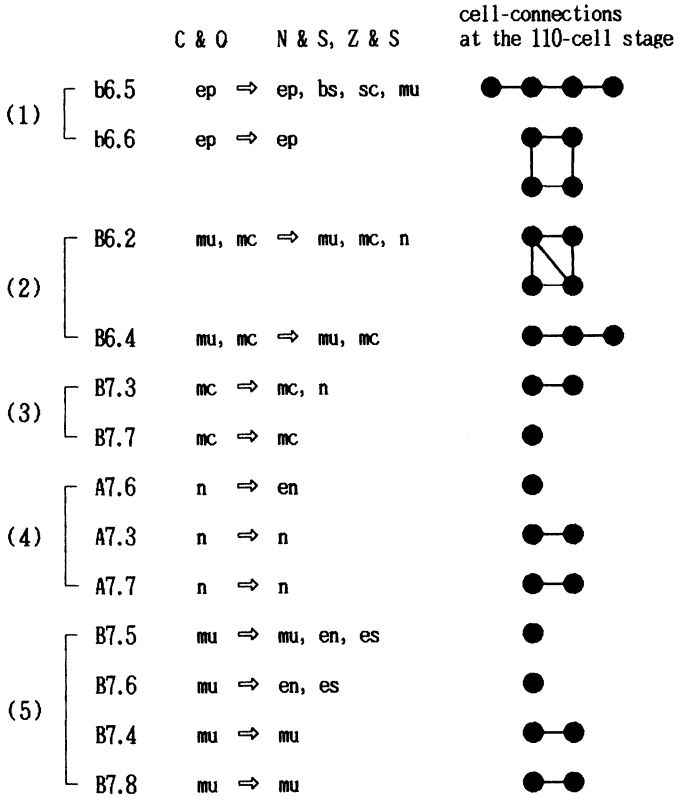 cell-connections
C & O N & S, Z & S at the 110-cell stage
(1)
b6.5 ep ⇒ ep, bs, sc, mu
b6.6 ep ⇒ ep
(2)
B6.2 mu, mc ⇒ mu, mc, n
B6.4 mu, mc ⇒ mu, mc
(3)
B7.3 mc ⇒ mc, n
B7.7 mc ⇒ mc
(4)
A7.6 n ⇒ en
A7.3 n ⇒ n
A7.7 n ⇒ n
(5)
B7.5 mu ⇒ mu, en, es
B7.6 mu ⇒ en, es
B7.4 mu ⇒ mu
B7.8 mu ⇒ mu